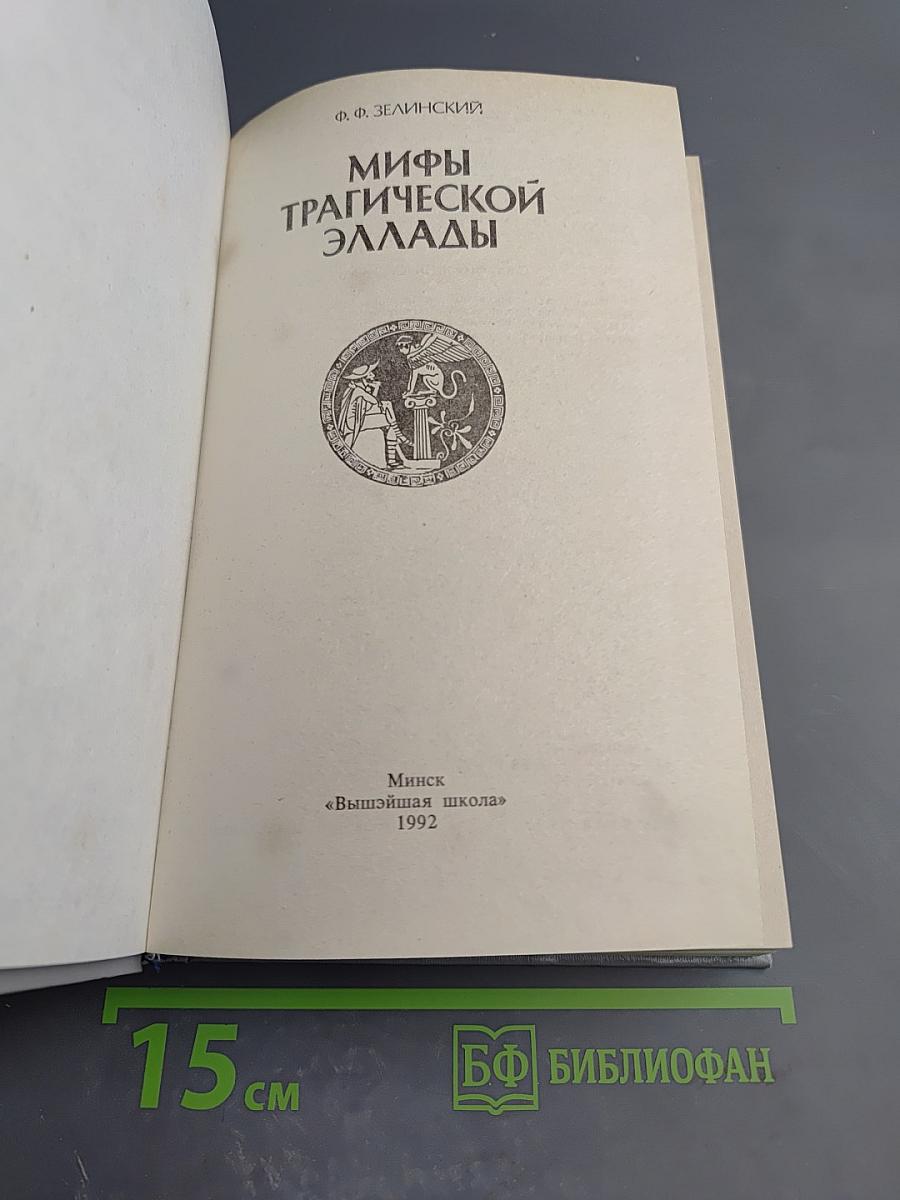 Ф. Ф. ЗЕЛИНСКИЙ
МИФЫ
ТРАГИЧЕСКОЙ
ЭЛЛАДЫ
Минск
«Вышэйшая школа»
1992
15 см
БФ БИБЛИОФАН